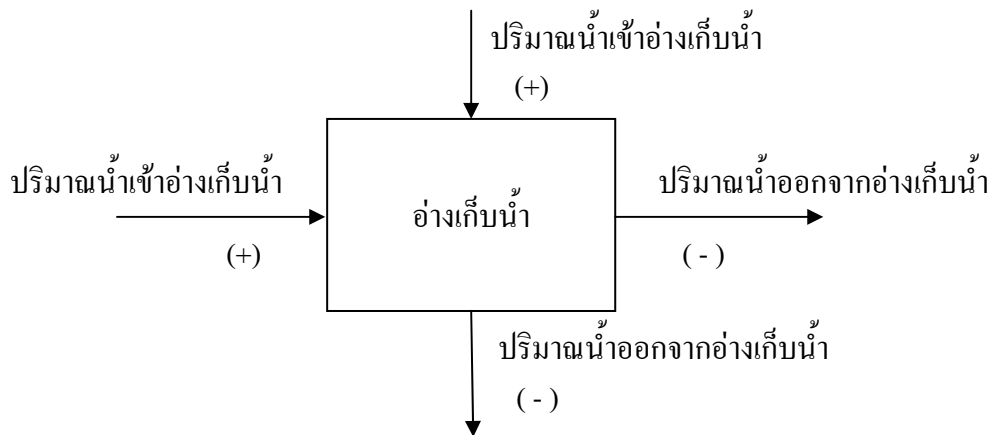 ปริมาณน้ำเข้าอ่างเก็บน้ำ
(+)
ปริมาณน้ำเข้าอ่างเก็บน้ำ
(+)
อ่างเก็บน้ำ
ปริมาณน้ำออกจากอ่างเก็บน้ำ
( - )
ปริมาณน้ำออกจากอ่างเก็บน้ำ
( - )